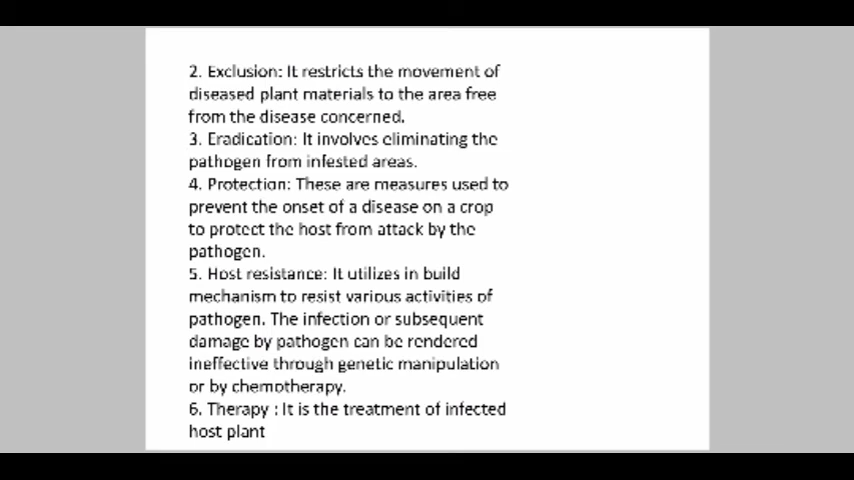 2. Exclusion: It restricts the movement of
diseased plant materials to the area free
from the disease concerned.
3. Eradication: It involves eliminating the
pathogen from infested areas.
4. Protection: These are measures used to
prevent the onset of a disease on a crop
to protect the host from attack by the
pathogen.
5. Host resistance: It utilizes in build
mechanism to resist various activities of
pathogen. The infection or subsequent
damage by pathogen can be rendered
ineffective through genetic manipulation
or by chemotherapy.
6. Therapy : It is the treatment of infected
host plant